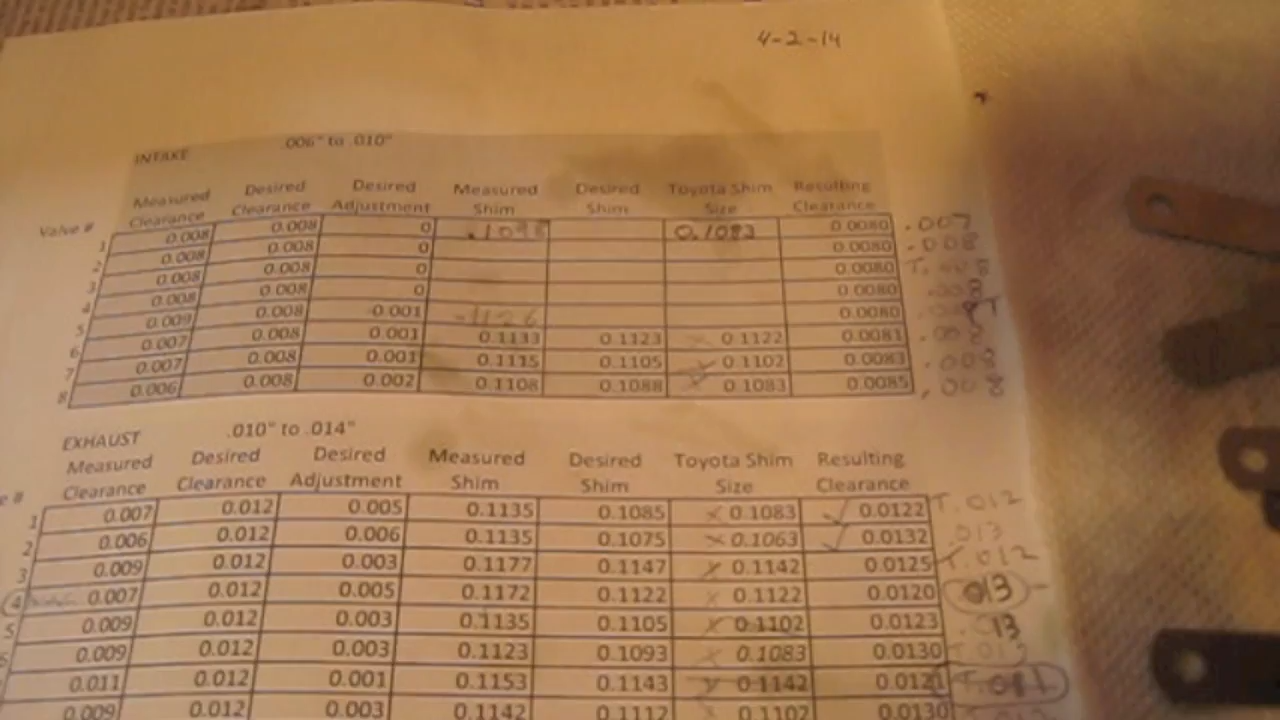 4-2-14
INTAKE .006" to .010"
Measured Desired Desired Measured Desired Toyota Shim Resulting
Valve # Clearance Clearance Adjustment Shim Shim Size Clearance
1 0.008 0.008 0 0.1083 0.0080 .007
2 0.008 0.008 0 0.0080 .008
3 0.008 0.008 0 0.0080
4 0.008 0.008 0 0.0080
5 0.009 0.008 -0.001 0.0080
6 0.007 0.008 0.001 0.1133 0.1123 0.1122 0.0081
7 0.007 0.008 0.001 0.1115 0.1105 0.1102 0.0083 .008
8 0.006 0.008 0.002 0.1108 0.1088 0.1083 0.0085 .008
EXHAUST .010" to .014"
Measured Desired Desired Measured Desired Toyota Shim Resulting
e # Clearance Clearance Adjustment Shim Shim Size Clearance
1 0.007 0.012 0.005 0.1135 0.1085 0.1083 0.0122 T.012
2 0.006 0.012 0.006 0.1135 0.1075 0.1063 0.0132 .013
3 0.009 0.012 0.003 0.1177 0.1147 0.1142 0.0125 T.012
4 0.007 0.012 0.005 0.1172 0.1122 0.1122 0.0120 013
5 0.009 0.012 0.003 0.1135 0.1105 0.1102 0.0123 .013
0.009 0.012 0.003 0.1123 0.1093 0.1083 0.0130
0.011 0.012 0.001 0.1153 0.1143 0.1142 0.0121
0.009 0.012 0.003 0.1142 0.1112 0.1102 0.0130